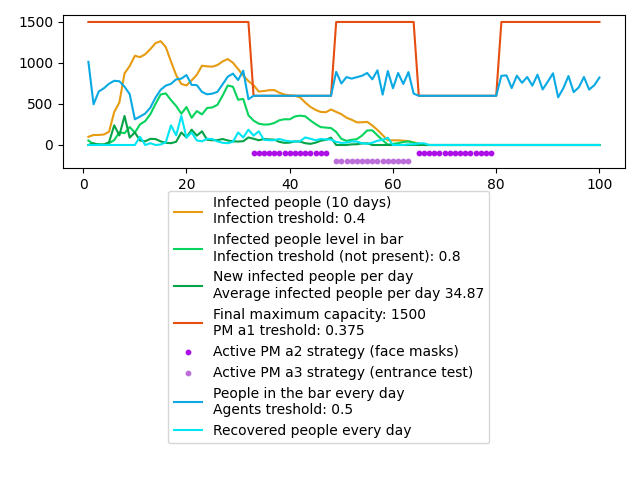 1500
1000
500
0
0 20 40 60 80 100
Infected people (10 days)
Infection treshold: 0.4
Infected people level in bar
Infection treshold (not present): 0.8
New infected people per day
Average infected people per day 34.87
Final maximum capacity: 1500
PM a1 treshold: 0.375
Active PM a2 strategy (face masks)
Active PM a3 strategy (entrance test)
People in the bar every day
Agents treshold: 0.5
Recovered people every day